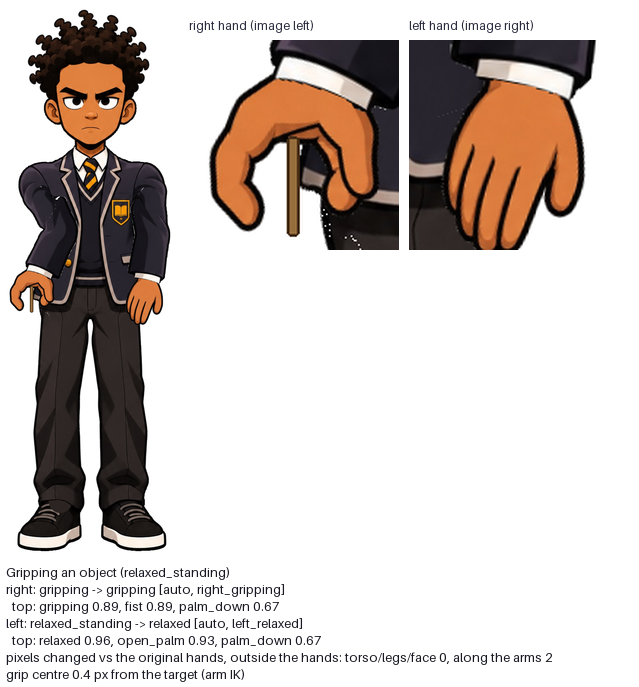 right hand (image left)
left hand (image right)
Gripping an object (relaxed_standing)
right: gripping -> gripping [auto, right_gripping]
top: gripping 0.89, fist 0.89, palm_down 0.67
left: relaxed_standing -> relaxed [auto, left_relaxed]
top: relaxed 0.96, open_palm 0.93, palm_down 0.67
pixels changed vs the original hands, outside the hands: torso/legs/face 0, along the arms 2
grip centre 0.4 px from the target (arm IK)